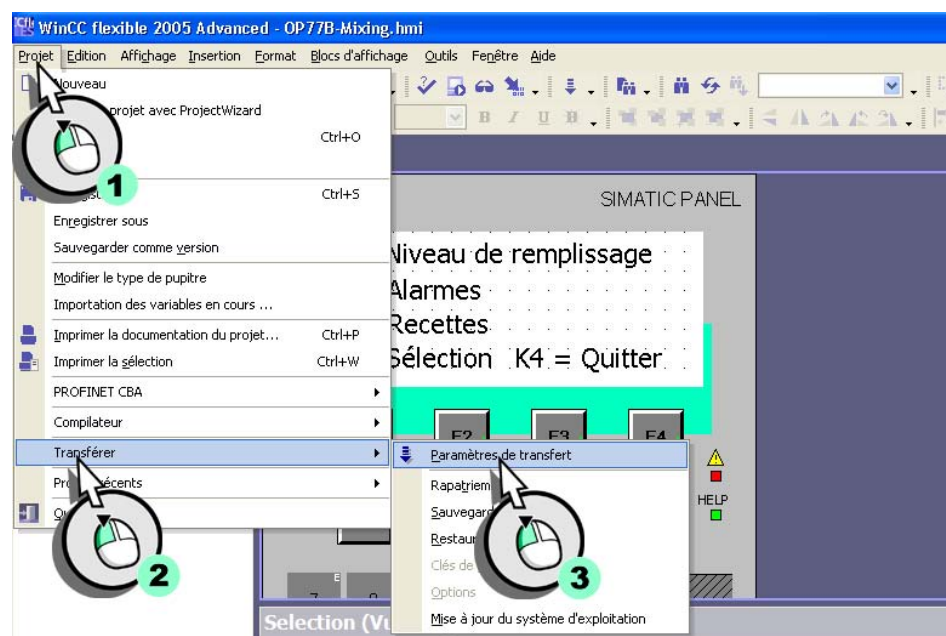 WinCC flexible 2005 Advanced - OP77B-Mixing.hmi
Projet Edition Affichage Insertion Format Blocs d'affichage Outils Fenêtre Aide
Nouveau
projet avec ProjectWizard
Ctrl+O
1
Ctrl+S
Enregistrer sous
Sauvegarder comme version
Modifier le type de pupitre
Importation des variables en cours ...
Imprimer la documentation du projet... Ctrl+P
Imprimer la sélection Ctrl+W
PROFINET CBA
Compilateur
Transférer
récents
2
B I U
SIMATIC PANEL
Niveau de remplissage
Alarmes
Recettes
Sélection K4 = Quitter
F2 F3 F4
HELP
Paramètres de transfert
Clés de
Options
Mise à jour du système d'exploitation
3
E
7
Selection